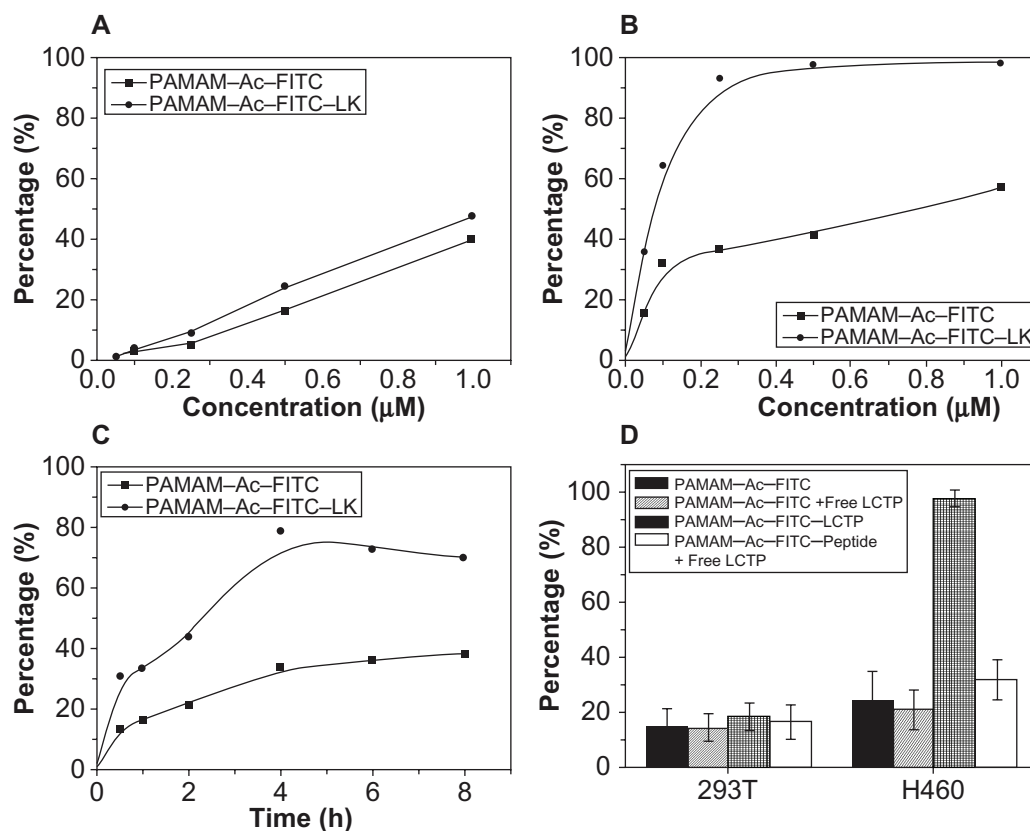 A
100
80
60
40
20
0
Percentage (%)
PAMAM–Ac–FITC
PAMAM–Ac–FITC–LK
0.0 0.2 0.4 0.6 0.8 1.0
Concentration (μM)
B
100
80
60
40
20
0
Percentage (%)
PAMAM–Ac–FITC
PAMAM–Ac–FITC–LK
0.0 0.2 0.4 0.6 0.8 1.0
Concentration (μM)
C
100
80
60
40
20
0
Percentage (%)
PAMAM–Ac–FITC
PAMAM–Ac–FITC–LK
0 2 4 6 8
Time (h)
D
100
80
60
40
20
0
Percentage (%)
PAMAM–Ac–FITC
PAMAM–Ac–FITC +Free LCTP
PAMAM–Ac–FITC–LCTP
PAMAM–Ac–FITC–Peptide
+ Free LCTP
293T H460